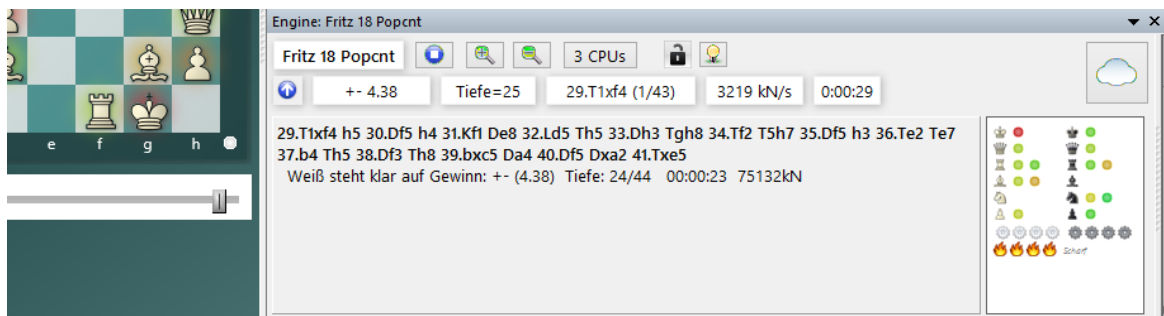 Engine: Fritz 18 Popcnt
Fritz 18 Popcnt 3 CPUs
+- 4.38 Tiefe=25 29.T1xf4 (1/43) 3219 kN/s 0:00:29
29.T1xf4 h5 30.Df5 h4 31.Kf1 De8 32.Ld5 Th5 33.Dh3 Tgh8 34.Tf2 T5h7 35.Df5 h3 36.Te2 Te7
37.b4 Th5 38.Df3 Th8 39.bxc5 Da4 40.Df5 Dxa2 41.Txe5
Weiß steht klar auf Gewinn: +- (4.38) Tiefe: 24/44 00:00:23 75132kN
e f g h
Scharf